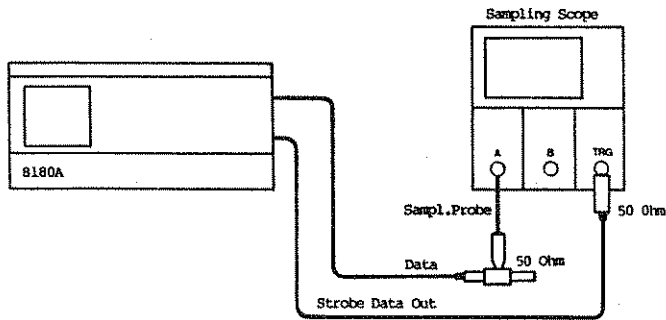 Sampling Scope
A
B
TRG
8180A
Sampl.Probe
50 Ohm
50 Ohm
Data
Strobe Data Out